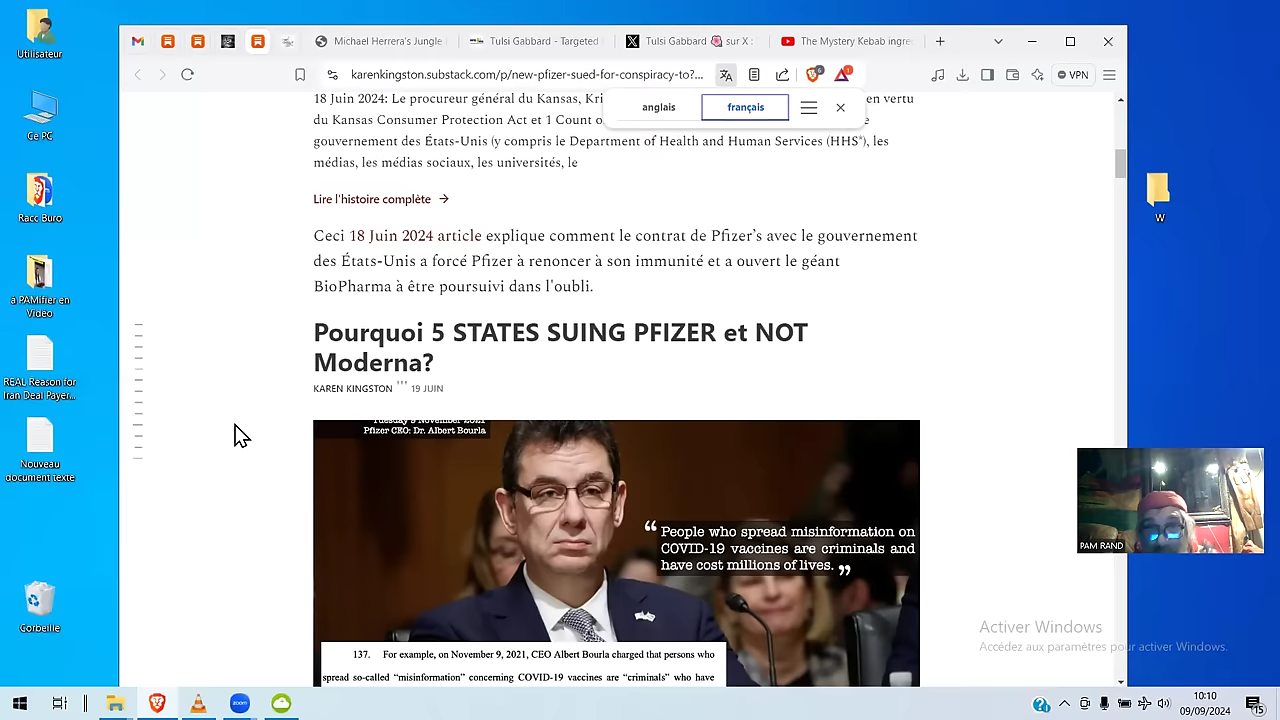 Utilisateur
Ce PC
Racc Buro
a PAMifier en
Vidéo
REAL Reason for
Iran Deal Payer...
Nouveau
document texte
Corbeille
Michael Herrera's Jungle
Tulsi Gabbard - Targeted
Tulsi Gabbard 🌺 sur X :
The Mystery Kebab ingre
karenkingston.substack.com/p/new-pfizer-sued-for-conspiracy-to?...
6
1
VPN
anglais
français
18 Juin 2024: Le procureur général du Kansas, Kri
en vertu
du Kansas Consumer Protection Act et 1 Count o
e
gouvernement des États-Unis (y compris le Department of Health and Human Services (HHS"), les
médias, les médias sociaux, les universités, le
Lire l'histoire complète →
Ceci 18 Juin 2024 article explique comment le contrat de Pfizer's avec le gouvernement
des États-Unis a forcé Pfizer à renoncer à son immunité et a ouvert le géant
BioPharma à être poursuivi dans l'oubli.
Pourquoi 5 STATES SUING PFIZER et NOT
Moderna?
KAREN KINGSTON ''' 19 JUIN
Tuesday 9 November 2021
Pfizer CEO: Dr. Albert Bourla
“ People who spread misinformation on
COVID-19 vaccines are criminals and
have cost millions of lives. ”
137. For example, on November 9, 2021, CEO Albert Bourla charged that persons who
spread so-called “misinformation” concerning COVID-19 vaccines are “criminals” who have
W
PAM RAND
Activer Windows
Accédez aux paramètres pour activer Windows.
zoom
10:10
09/09/2024
15